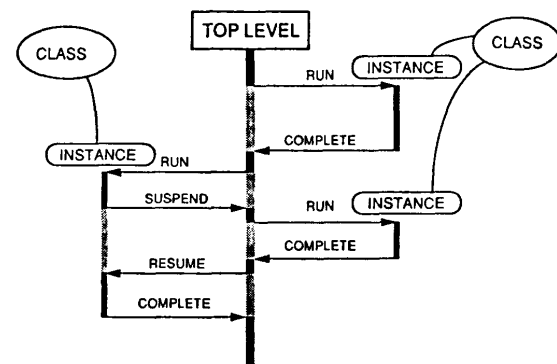 TOP LEVEL
CLASS
CLASS
INSTANCE
RUN
COMPLETE
INSTANCE
RUN
INSTANCE
SUSPEND
RUN
COMPLETE
RESUME
COMPLETE